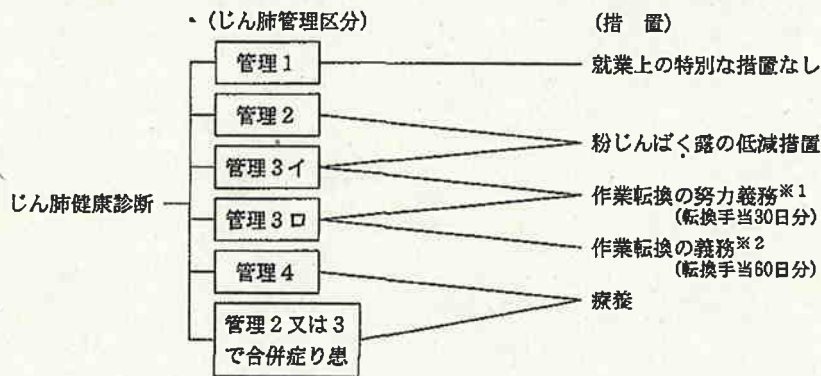 (じん肺管理区分)
(措 置)
管理1
就業上の特別な措置なし
管理2
粉じんばく露の低減措置
管理3イ
作業転換の努力義務※1
(転換手当30日分)
じん肺健康診断
管理3ロ
作業転換の義務※2
(転換手当60日分)
管理4
療養
管理2又は3
で合併症り患